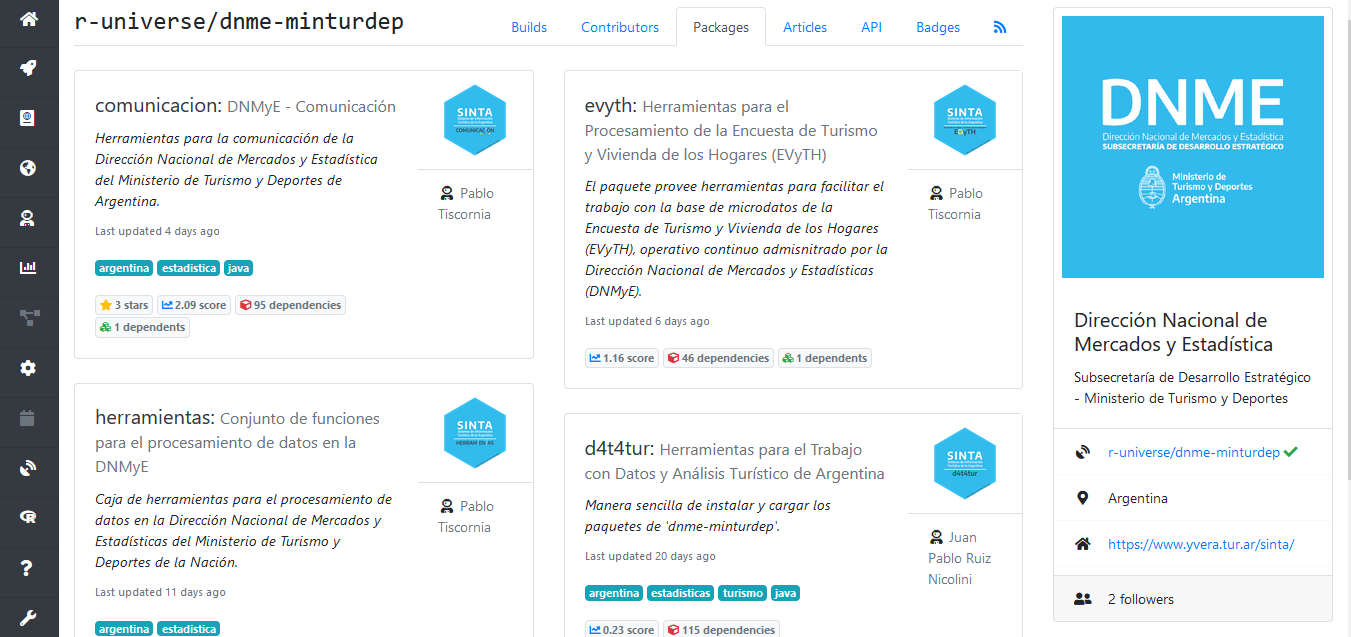 r-universe/dnme-minturdep
Builds
Contributors
Packages
Articles
API
Badges
comunicacion: DNMyE - Comunicación
Herramientas para la comunicación de la
Dirección Nacional de Mercados y Estadística
del Ministerio de Turismo y Deportes de
Argentina.
Last updated 4 days ago
argentina estadistica java
3 stars 2.09 score 95 dependencies
1 dependents
SINTA
COMUNICACIÓN
Pablo
Tiscornia
evyth: Herramientas para el
Procesamiento de la Encuesta de Turismo
y Vivienda de los Hogares (EVyTH)
El paquete provee herramientas para facilitar el
trabajo con la base de microdatos de la
Encuesta de Turismo y Vivienda de los Hogares
(EVyTH), operativo continuo admisnitrado por la
Dirección Nacional de Mercados y Estadísticas
(DNMyE).
Last updated 6 days ago
1.16 score 46 dependencies 1 dependents
SINTA
EVyTH
Pablo
Tiscornia
herramientas: Conjunto de funciones
para el procesamiento de datos en la
DNMyE
Caja de herramientas para el procesamiento de
datos en la Dirección Nacional de Mercados y
Estadísticas del Ministerio de Turismo y
Deportes de la Nación.
Last updated 11 days ago
argentina estadistica
SINTA
Pablo
Tiscornia
d4t4tur: Herramientas para el Trabajo
con Datos y Análisis Turístico de Argentina
Manera sencilla de instalar y cargar los
paquetes de 'dnme-minturdep'.
Last updated 20 days ago
argentina estadisticas turismo java
0.23 score 115 dependencies
SINTA
d4t4tur
Juan
Pablo Ruiz
Nicolini
DNME
Dirección Nacional de Mercados y Estadística
SUBSECRETARÍA DE DESARROLLO ESTRATÉGICO
Ministerio de
Turismo y Deportes
Argentina
Dirección Nacional de
Mercados y Estadística
Subsecretaría de Desarrollo Estratégico
- Ministerio de Turismo y Deportes
r-universe/dnme-minturdep
Argentina
https://www.yvera.tur.ar/sinta/
2 followers